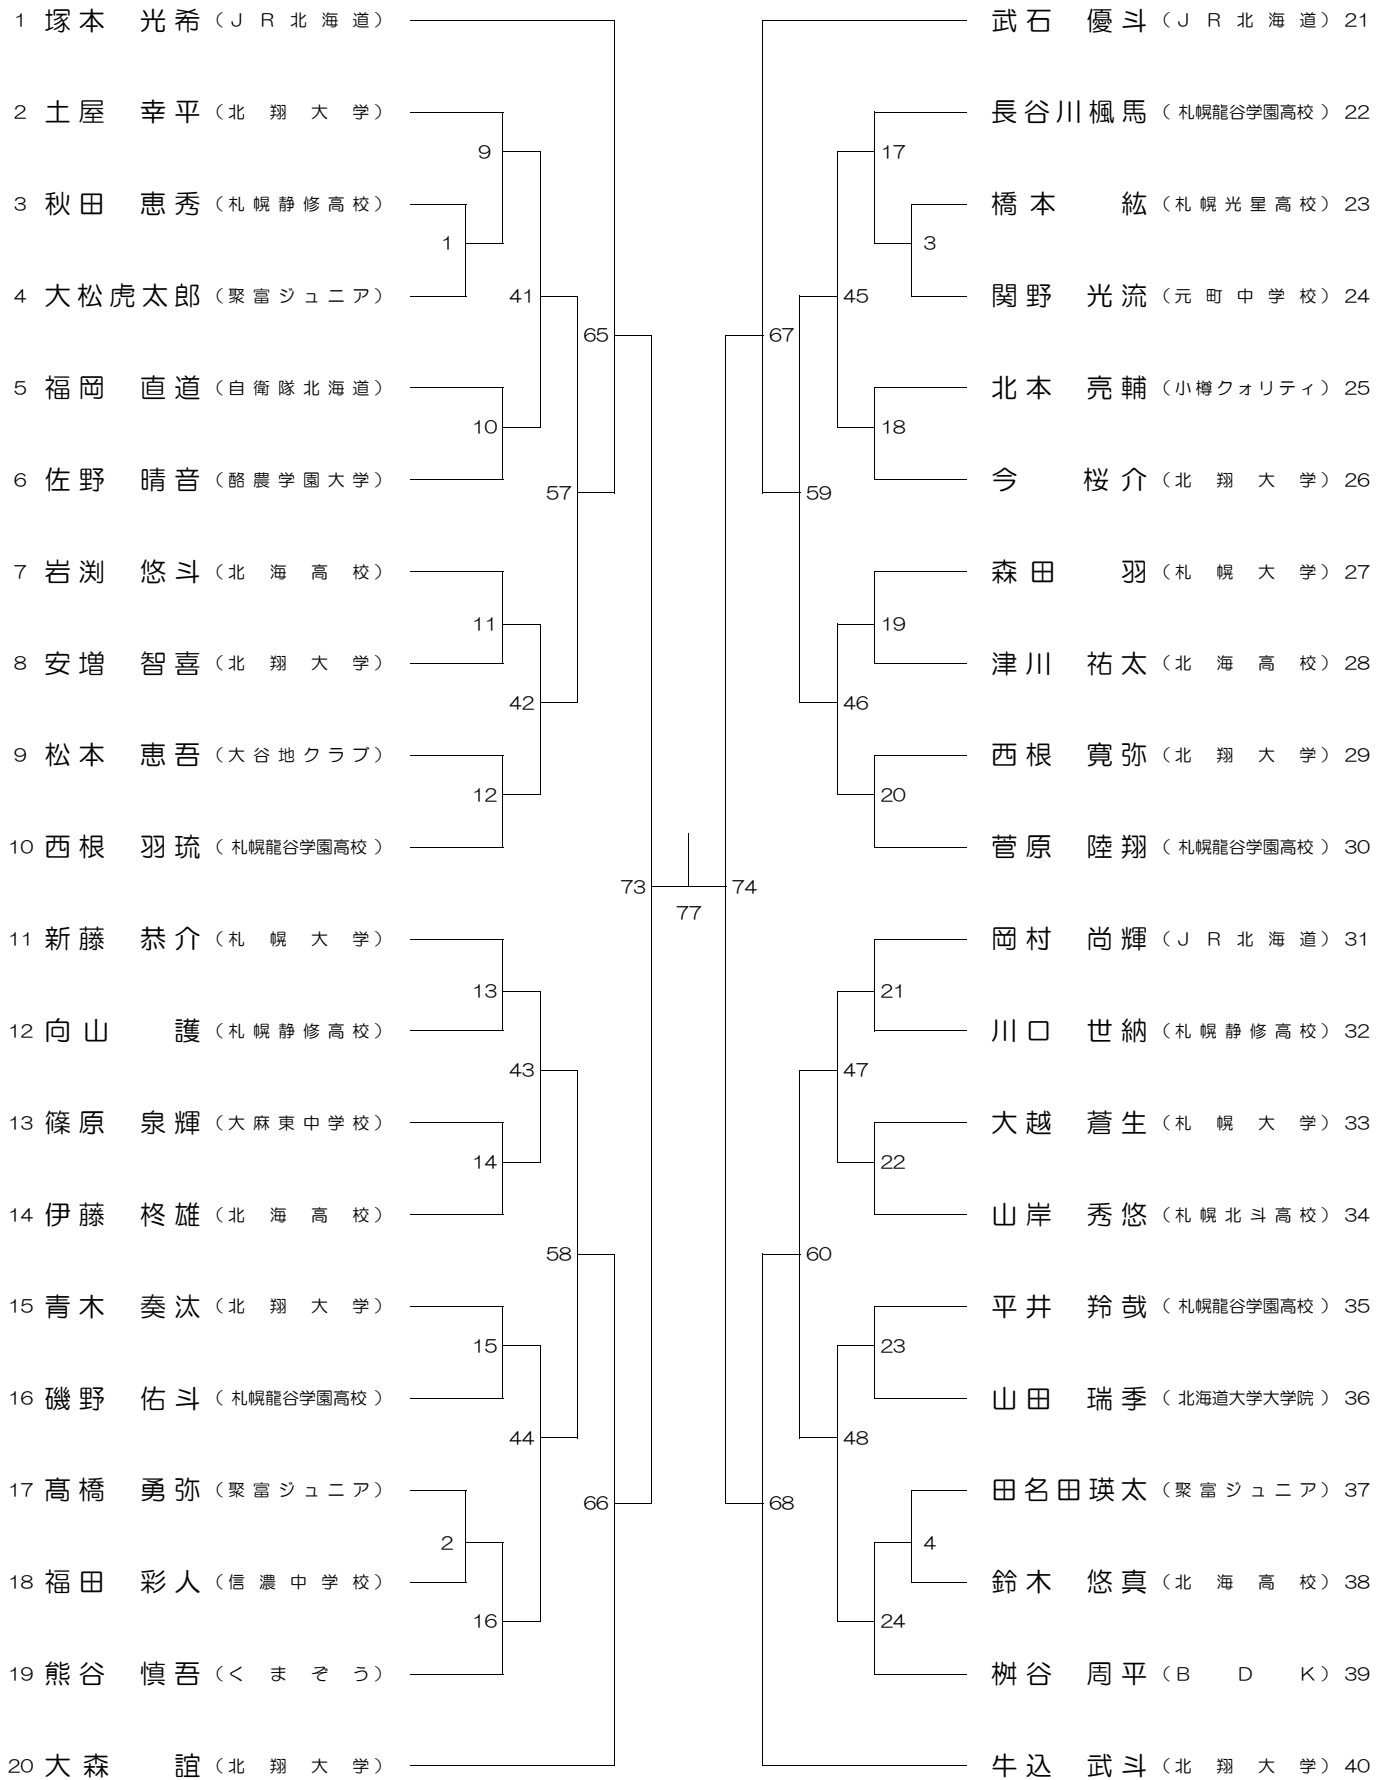 1 塚本 光希 (JR北海道)
2 土屋 幸平 (北翔大学)
9
3 秋田 恵秀 (札幌静修高校)
1
4 大松虎太郎 (聚富ジュニア)
41
65
5 福岡 直道 (自衛隊北海道)
10
6 佐野 晴音 (酪農学園大学)
57
7 岩渕 悠斗 (北海高校)
11
8 安増 智喜 (北翔大学)
42
9 松本 恵吾 (大谷地クラブ)
12
10 西根 羽琉 (札幌龍谷学園高校)
73
77
11 新藤 恭介 (札幌大学)
13
12 向山 護 (札幌静修高校)
43
13 篠原 泉輝 (大麻東中学校)
14
14 伊藤 柊雄 (北海高校)
58
15 青木 奏汰 (北翔大学)
15
16 磯野 佑斗 (札幌龍谷学園高校)
44
17 髙橋 勇弥 (聚富ジュニア)
66
2
18 福田 彩人 (信濃中学校)
16
19 熊谷 慎吾 (くまぞう)
20 大森 誼 (北翔大学)
武石 優斗 (JR北海道) 21
長谷川楓馬 (札幌龍谷学園高校) 22
17
橋本 紘 (札幌光星高校) 23
3
関野 光流 (元町中学校) 24
45
67
北本 亮輔 (小樽クォリティ) 25
18
今 桜介 (北翔大学) 26
59
森田 羽 (札幌大学) 27
19
津川 祐太 (北海高校) 28
46
西根 寛弥 (北翔大学) 29
20
菅原 陸翔 (札幌龍谷学園高校) 30
74
岡村 尚輝 (JR北海道) 31
21
川口 世納 (札幌静修高校) 32
47
大越 蒼生 (札幌大学) 33
22
山岸 秀悠 (札幌北斗高校) 34
60
平井 羚哉 (札幌龍谷学園高校) 35
23
山田 瑞季 (北海道大学大学院) 36
48
田名田瑛太 (聚富ジュニア) 37
68
4
鈴木 悠真 (北海高校) 38
24
桝谷 周平 (BDK) 39
牛込 武斗 (北翔大学) 40